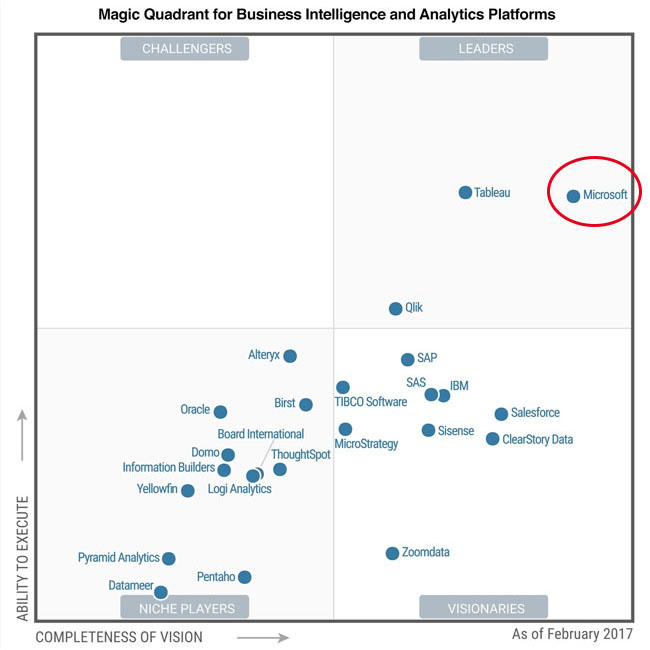 Magic Quadrant for Business Intelligence and Analytics Platforms
CHALLENGERS
LEADERS
Tableau
Microsoft
Qlik
Alteryx
SAP
SAS
IBM
TIBCO Software
Birst
Oracle
Salesforce
Board International
Sisense
MicroStrategy
ClearStory Data
Domo
ThoughtSpot
Information Builders
Yellowfin
Logi Analytics
Zoomdata
Pyramid Analytics
Pentaho
Datameer
NICHE PLAYERS
VISIONARIES
ABILITY TO EXECUTE
COMPLETENESS OF VISION
As of February 2017